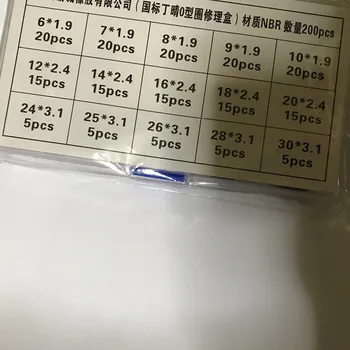 橡胶有限公司(国标丁晴O型圈修理盒)材质NBR 数量200pcs
6*1.9 7*1.9 8*1.9 9*1.9 10*1.9
20pcs 20pcs 20pcs 20pcs 20pcs
12*2.4 14*2.4 16*2.4 18*2.4 20*2.4
15pcs 15pcs 15pcs 15pcs 15pcs
24*3.1 25*3.1 26*3.1 28*3.1 30*3.1
5pcs 5pcs 5pcs 5pcs 5pcs